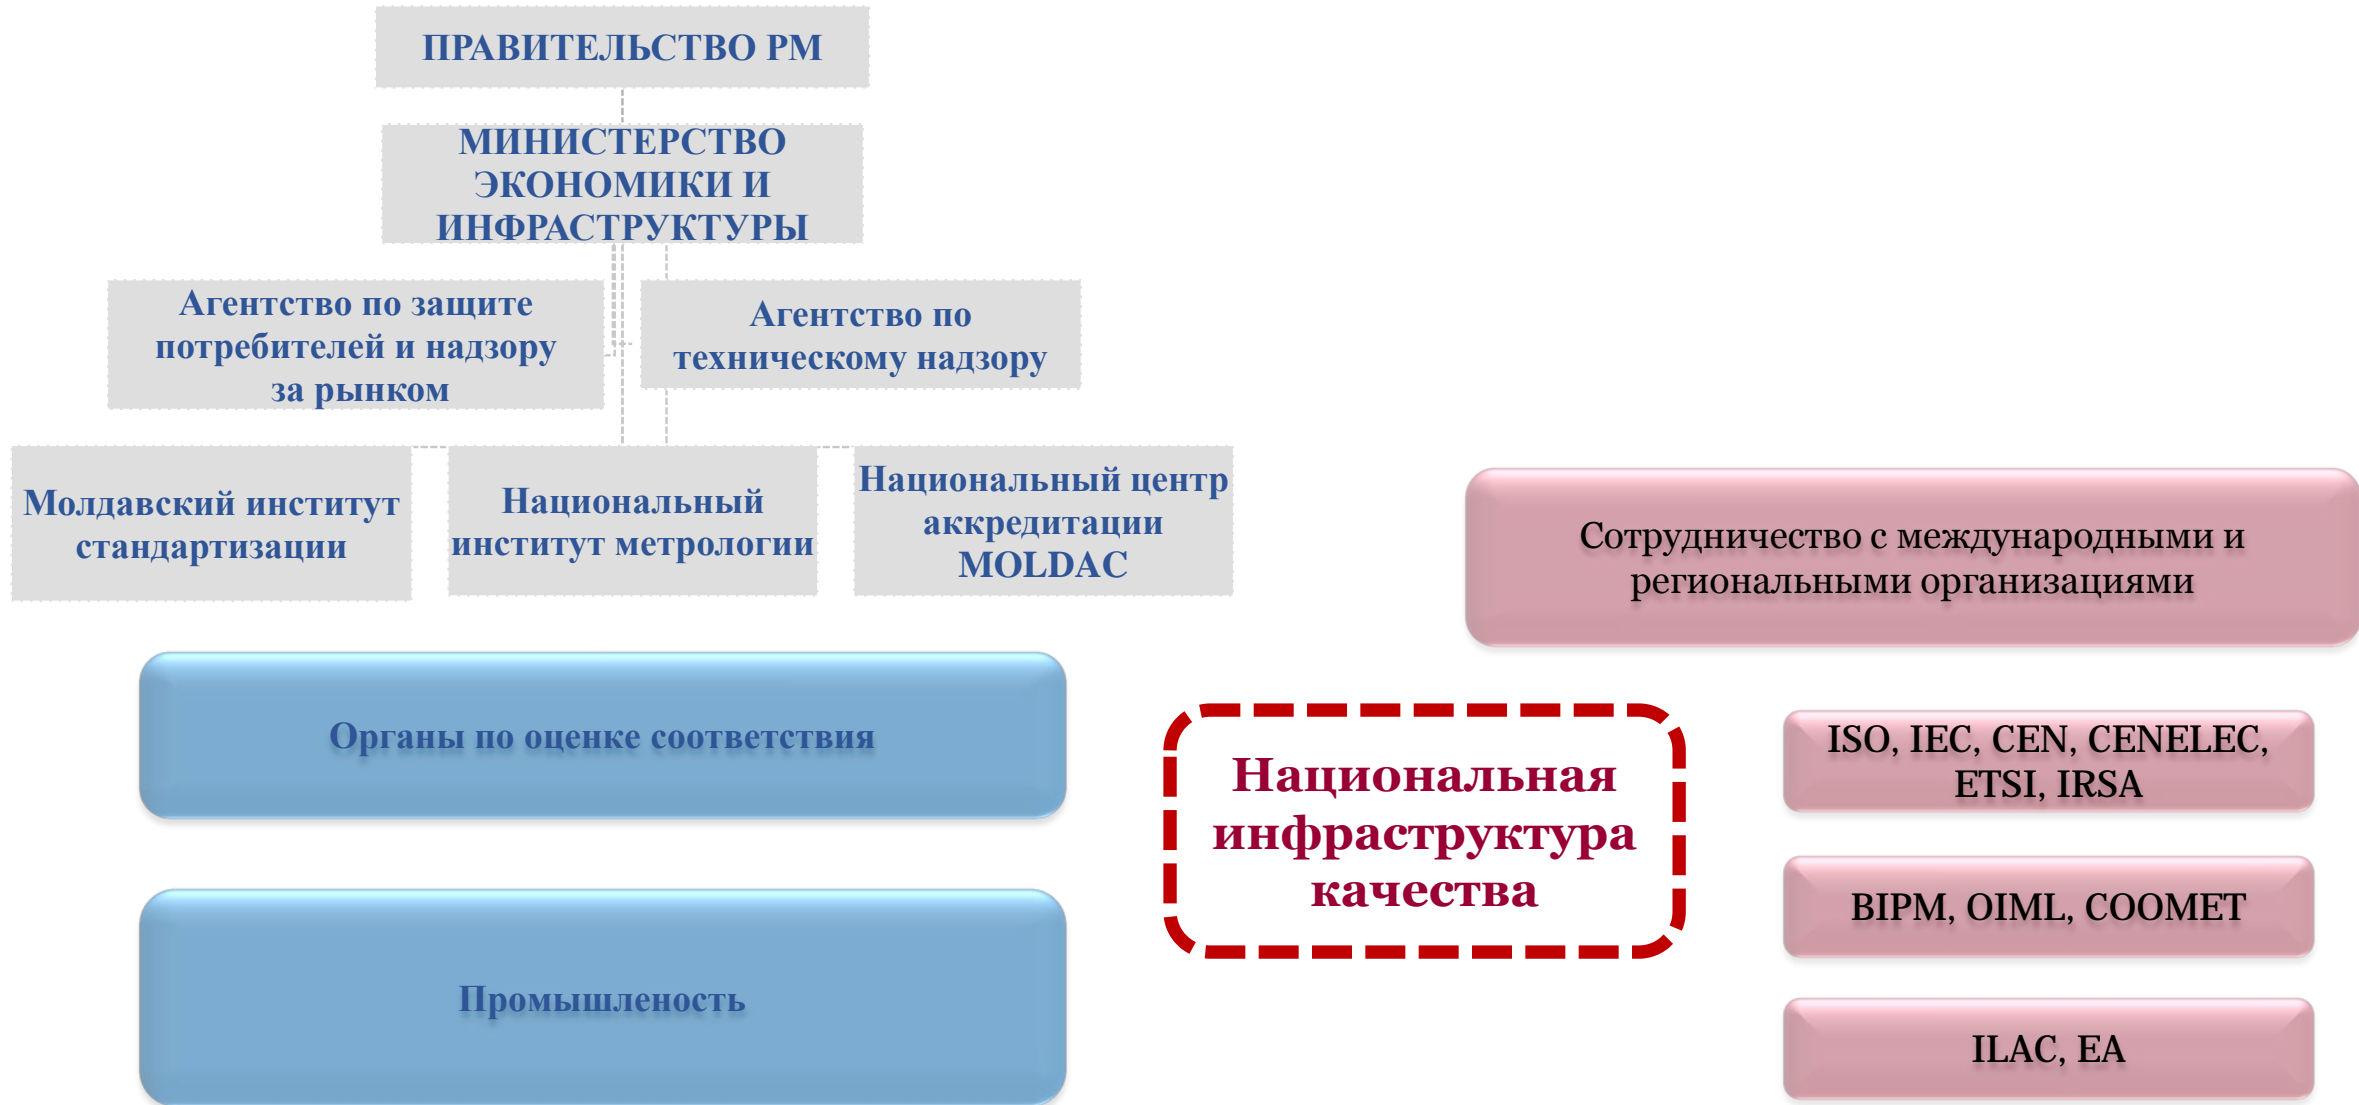 ПРАВИТЕЛЬСТВО РМ
МИНИСТЕРСТВО
ЭКОНОМИКИ И
ИНФРАСТРУКТУРЫ
Агентство по защите
потребителей и надзору
за рынком
Агентство по
техническому надзору
Молдавский институт
стандартизации
Национальный
институт метрологии
Национальный центр
аккредитации
MOLDAC
Сотрудничество с международными и
региональными организациями
Органы по оценке соответствия
Промышленость
Национальная
инфраструктура
качества
ISO, IEC, CEN, CENELEC,
ETSI, IRSA
BIPM, OIML, COOMET
ILAC, EA